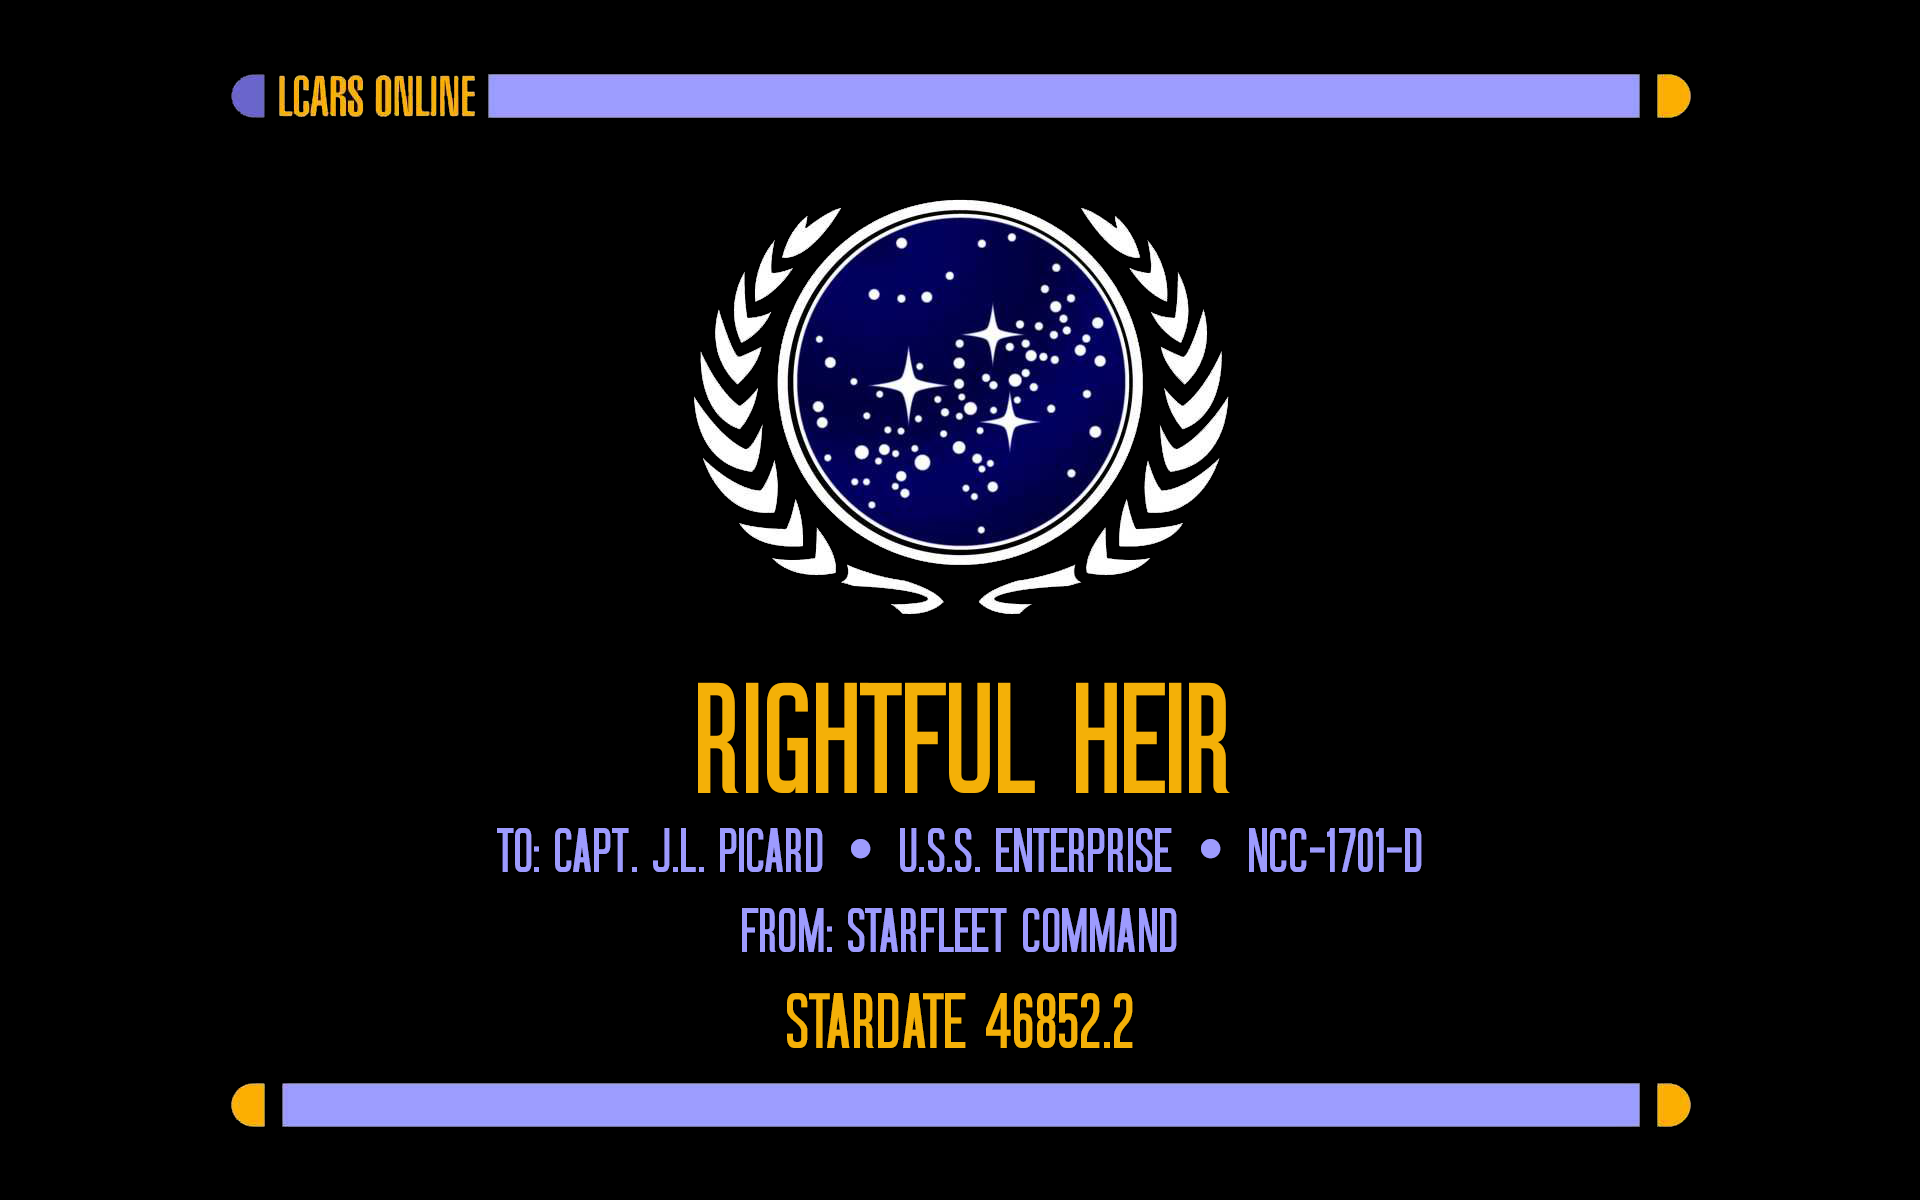 LCARS ONLINE
RIGHTFUL HEIR
TO: CAPT. J.L. PICARD • U.S.S. ENTERPRISE • NCC-1701-D
FROM: STARFLEET COMMAND
STARDATE 46852.2